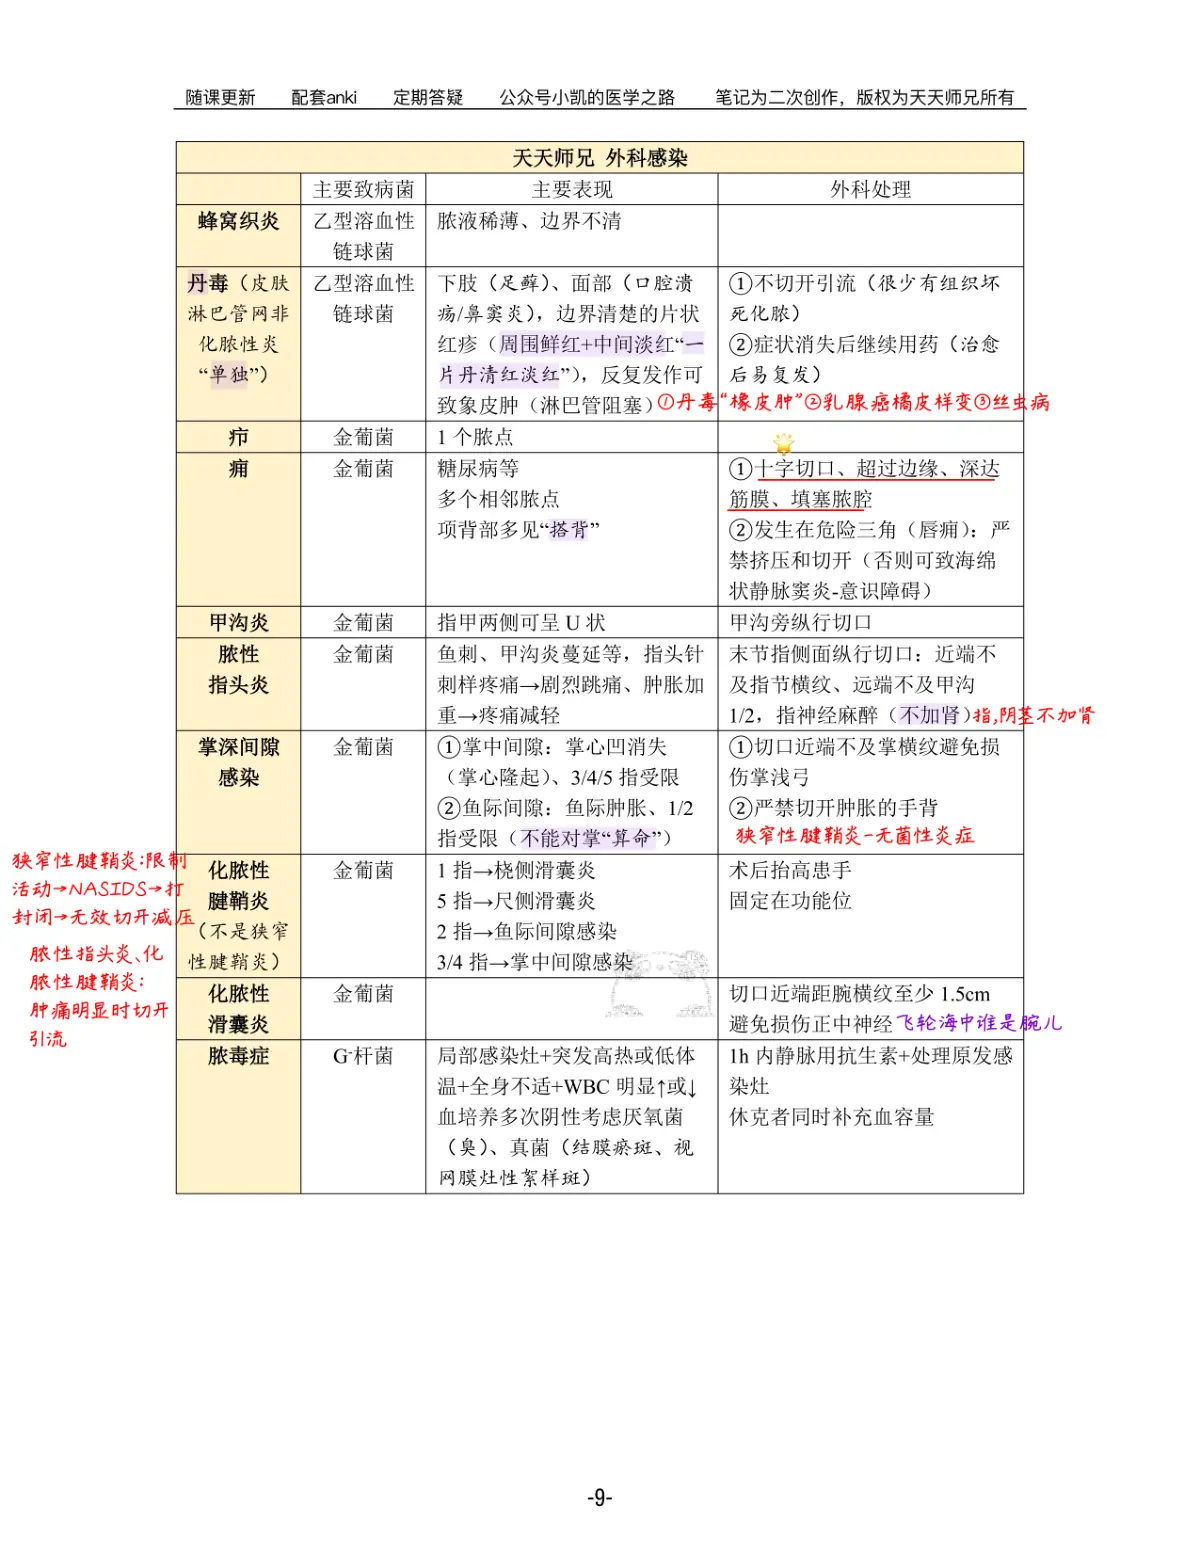 随课更新 配套anki 定期答疑 公众号小凯的医学之路 笔记为二次创作，版权为天天师兄所有
天天师兄 外科感染
主要致病菌 主要表现 外科处理
蜂窝织炎
乙型溶血性
链球菌
脓液稀薄、边界不清
丹毒（皮肤
淋巴管网非
化脓性炎
“单独”）
乙型溶血性
链球菌
下肢（足藓）、面部（口腔溃
疡/鼻窦炎），边界清楚的片状
红疹（周围鲜红+中间淡红“一
片丹清红淡红”），反复发作可
致象皮肿（淋巴管阻塞）
①不切开引流（很少有组织坏
死化脓）
②症状消失后继续用药（治愈
后易复发）
①丹毒“橡皮肿”②乳腺癌橘皮样变③丝虫病
疖
金葡菌
1 个脓点
痈
金葡菌
糖尿病等
多个相邻脓点
项背部多见“搭背”
①十字切口、超过边缘、深达
筋膜、填塞脓腔
②发生在危险三角（唇痈）：严
禁挤压和切开（否则可致海绵
状静脉窦炎-意识障碍）
甲沟炎
金葡菌
指甲两侧可呈 U 状
甲沟旁纵行切口
脓性
指头炎
金葡菌
鱼刺、甲沟炎蔓延等，指头针
刺样疼痛→剧烈跳痛、肿胀加
重→疼痛减轻
末节指侧面纵行切口：近端不
及指节横纹、远端不及甲沟
1/2，指神经麻醉（不加肾）
指,阴茎不加肾
掌深间隙
感染
金葡菌
①掌中间隙：掌心凹消失
（掌心隆起）、3/4/5 指受限
②鱼际间隙：鱼际肿胀、1/2
指受限（不能对掌“算命”）
①切口近端不及掌横纹避免损
伤掌浅弓
②严禁切开肿胀的手背
狭窄性腱鞘炎-无菌性炎症
狭窄性腱鞘炎:限制
活动→NASIDS→打
封闭→无效切开减压
脓性指头炎、化
脓性腱鞘炎：
肿痛明显时切开
引流
化脓性
腱鞘炎
（不是狭窄
性腱鞘炎）
金葡菌
1 指→桡侧滑囊炎
5 指→尺侧滑囊炎
2 指→鱼际间隙感染
3/4 指→掌中间隙感染
术后抬高患手
固定在功能位
化脓性
滑囊炎
金葡菌
切口近端距腕横纹至少 1.5cm
避免损伤正中神经
飞轮海中谁是腕儿
脓毒症
G-杆菌
局部感染灶+突发高热或低体
温+全身不适+WBC 明显↑或↓
血培养多次阴性考虑厌氧菌
（臭）、真菌（结膜瘀斑、视
网膜灶性絮样斑）
1h 内静脉用抗生素+处理原发感
染灶
休克者同时补充血容量
-9-